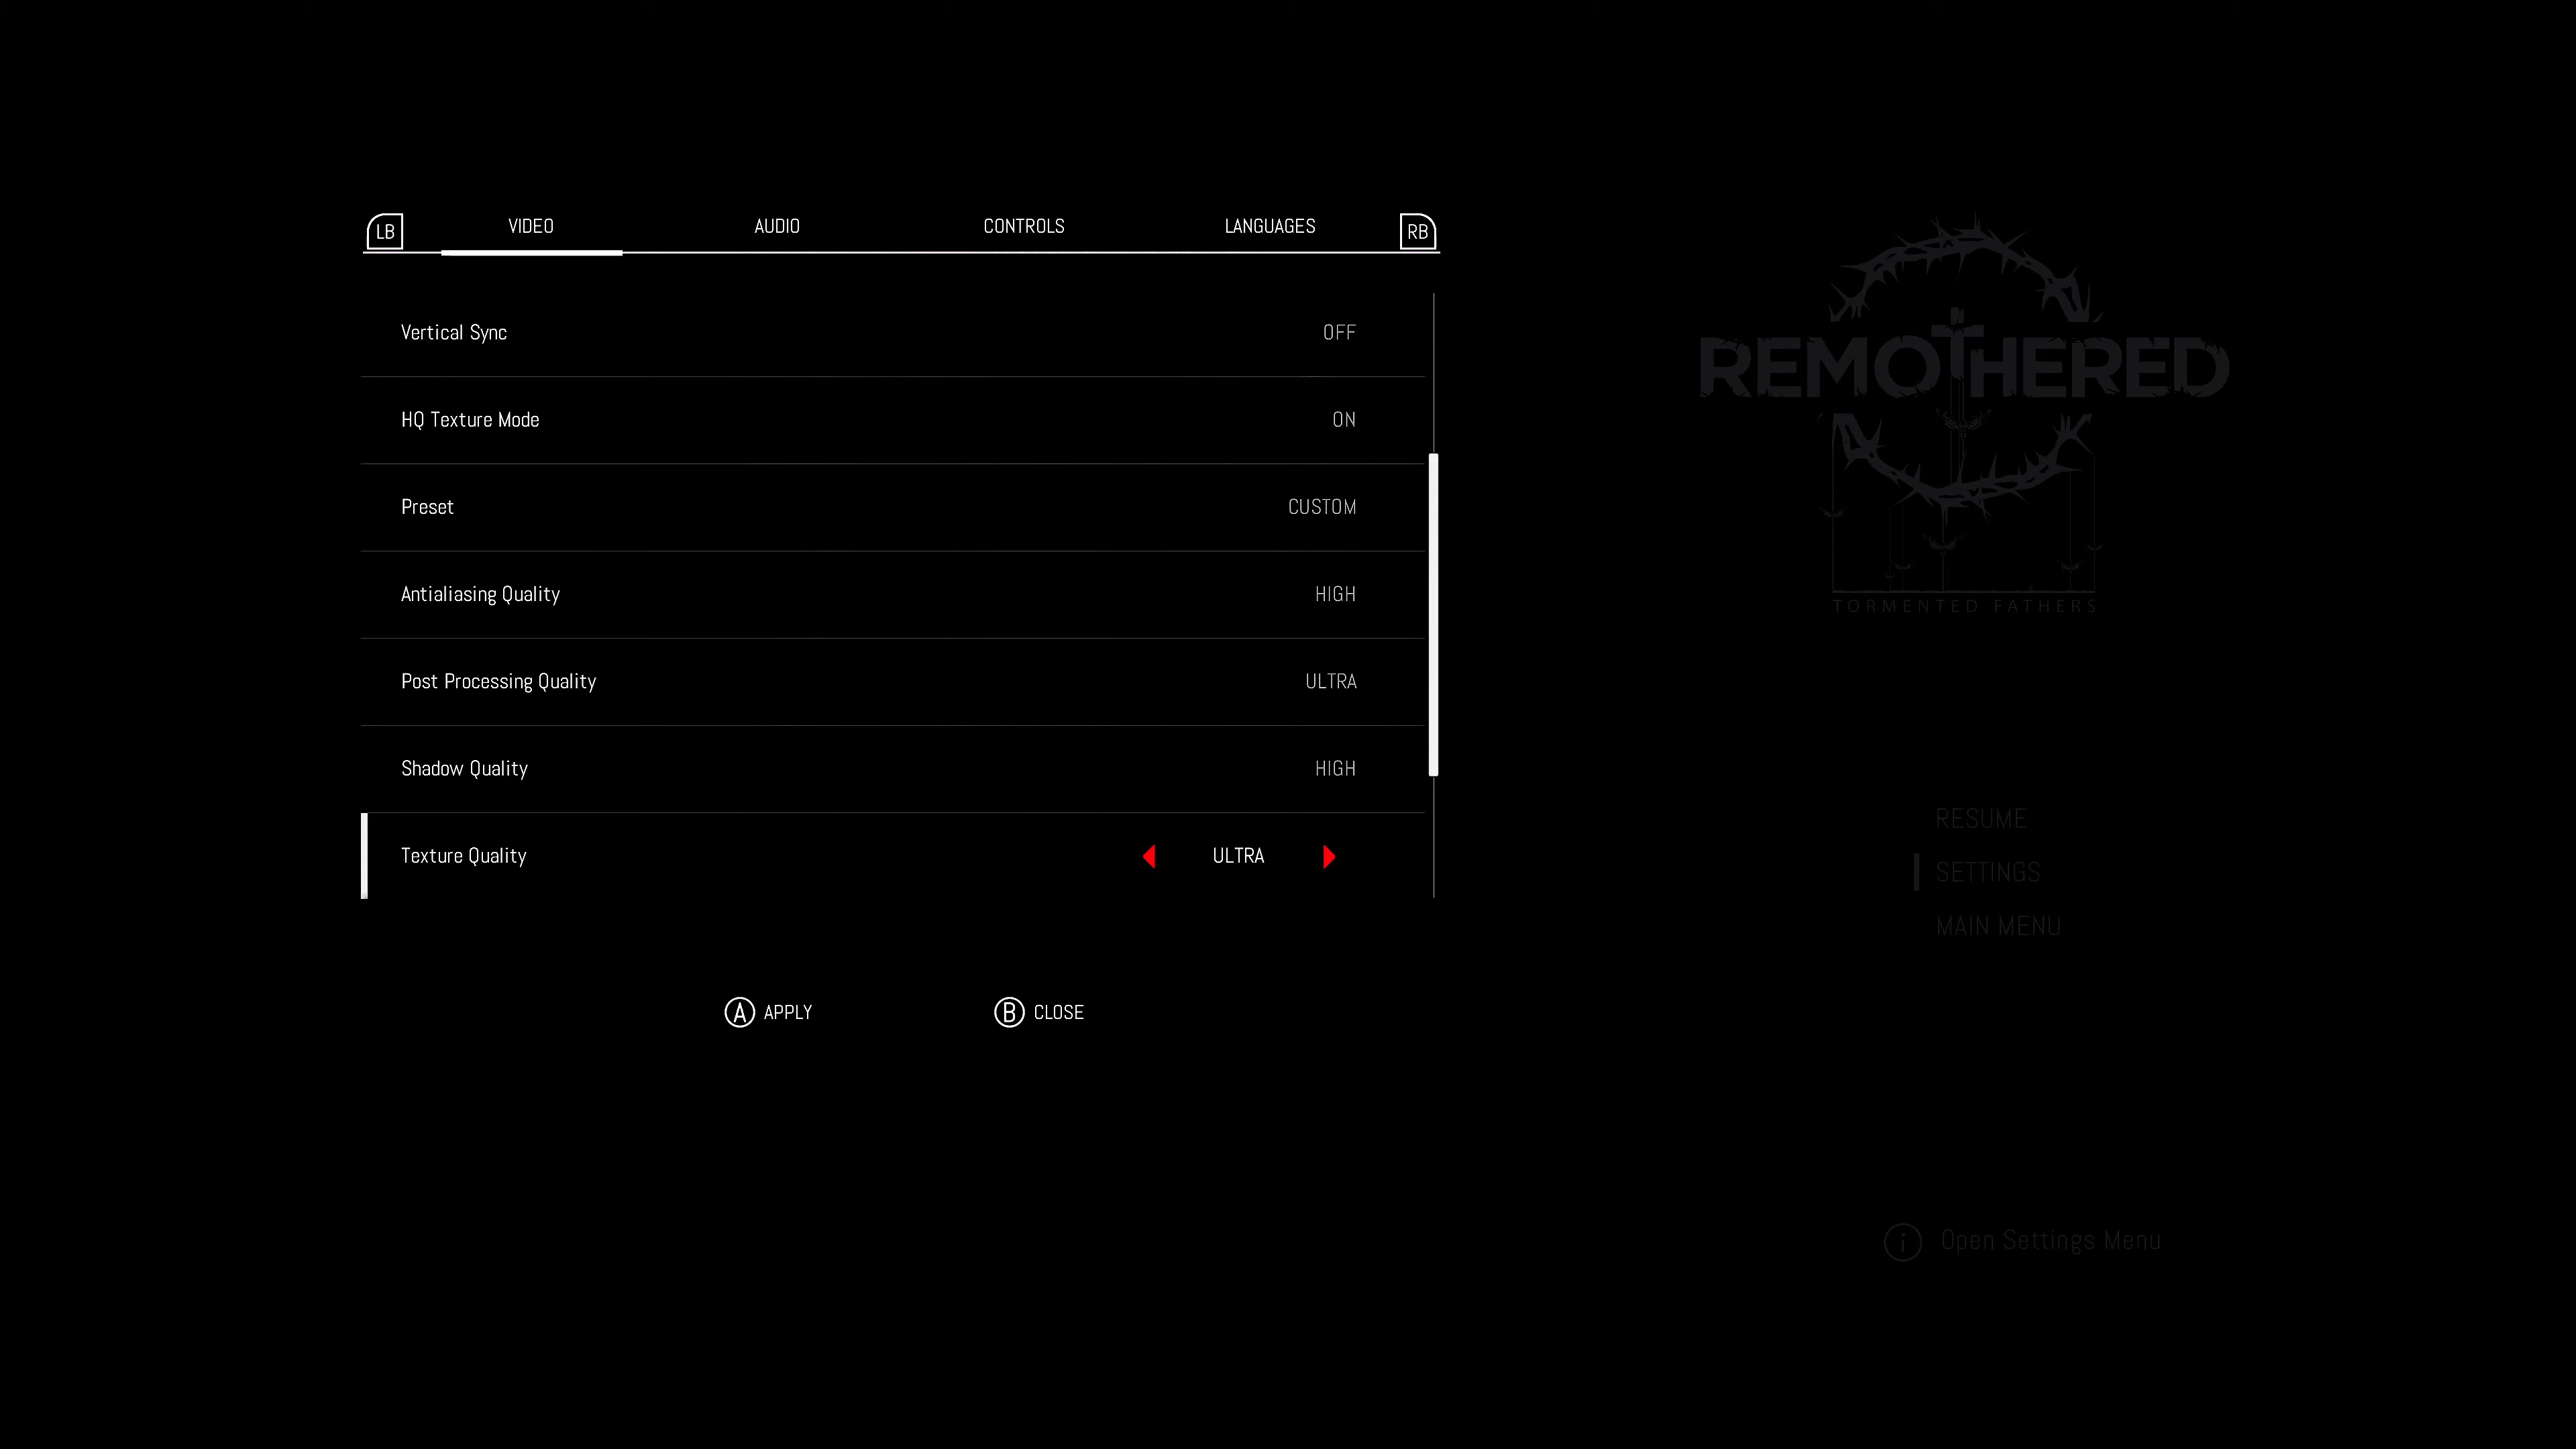 LB VIDEO AUDIO CONTROLS LANGUAGES RB
Vertical Sync OFF
HQ Texture Mode ON
Preset CUSTOM
Antialiasing Quality HIGH
Post Processing Quality ULTRA
Shadow Quality HIGH
Texture Quality ULTRA
A APPLY B CLOSE
REMOTHERED
TORMENTED FATHERS
RESUME
SETTINGS
MAIN MENU
i Open Settings Menu